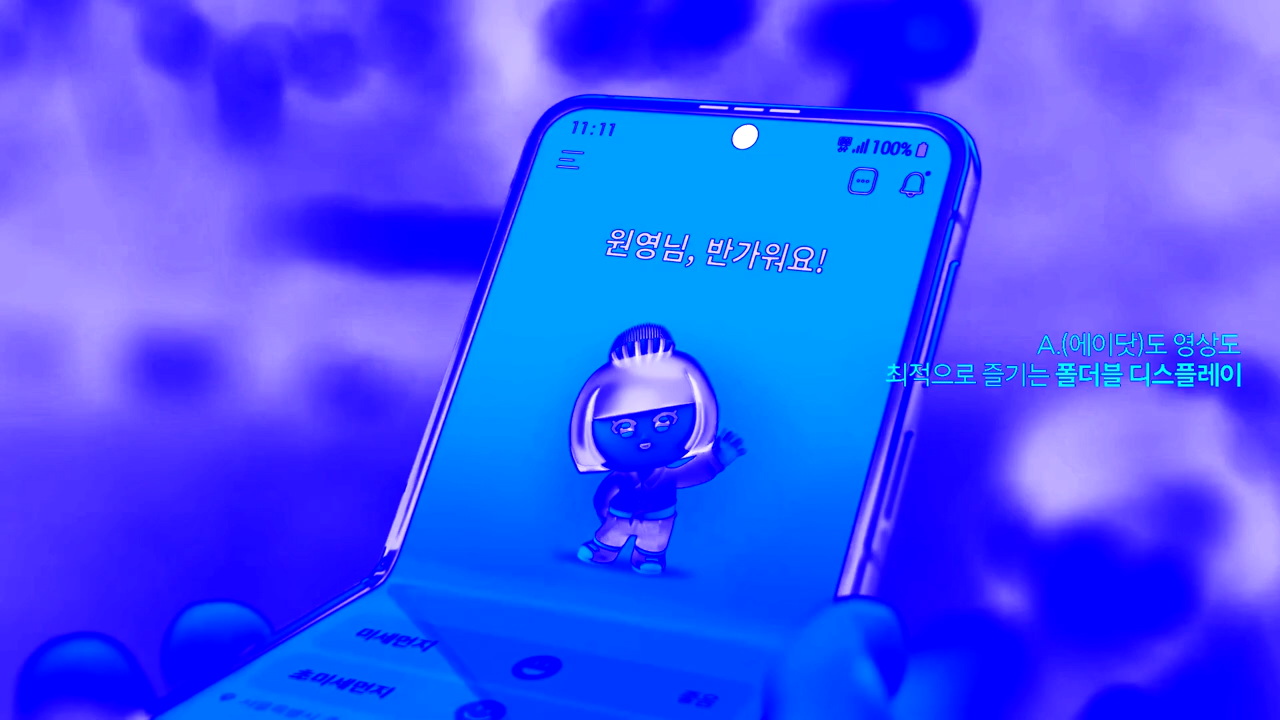 11:11
100%
원영님, 반가워요!
A.(에이닷)도 영상도
최적으로 즐기는 폴더블 디스플레이
미세먼지
초미세먼지
좋음